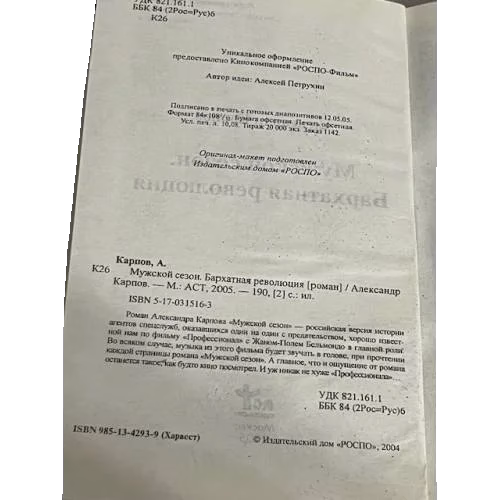 УДК 821.161.1
ББК 84 (2Рос=Рус)6
К26
Уникальное оформление
предоставлено Кинокомпанией «РОСПО-Фильм»
Автор идеи: Алексей Петрухин
Подписано в печать с готовых диапозитивов 12.05.05.
Формат 84×108¹/₃₂. Бумага офсетная. Печать офсетная.
Усл. печ. л. 10,08. Тираж 20 000 экз. Заказ 1142.
Оригинал-макет подготовлен
Издательским домом «РОСПО»
Карпов, А.
К26 Мужской сезон. Бархатная революция [роман] / Александр
Карпов. — М.: АСТ, 2005. — 190, [2] с.: ил.
ISBN 5-17-031516-3
Роман Александра Карпова «Мужской сезон» — российская версия истории
агентов спецслужб, оказавшихся один на один с предательством, хорошо извест-
ной нам по фильму «Профессионал» с Жаном-Полем Бельмондо в главной роли.
Во всяком случае, музыка из этого фильма будет звучать в голове, при прочтении
каждой страницы романа «Мужской сезон». А главное, что и ощущение от романа
останется такое, как будто кино посмотрел. И уж никак не хуже «Профессионала».
УДК 821.161.1
ББК 84 (2Рос=Рус)6
ISBN 985-13-4293-9 (Харвест)
© Издательский дом «РОСПО», 2004